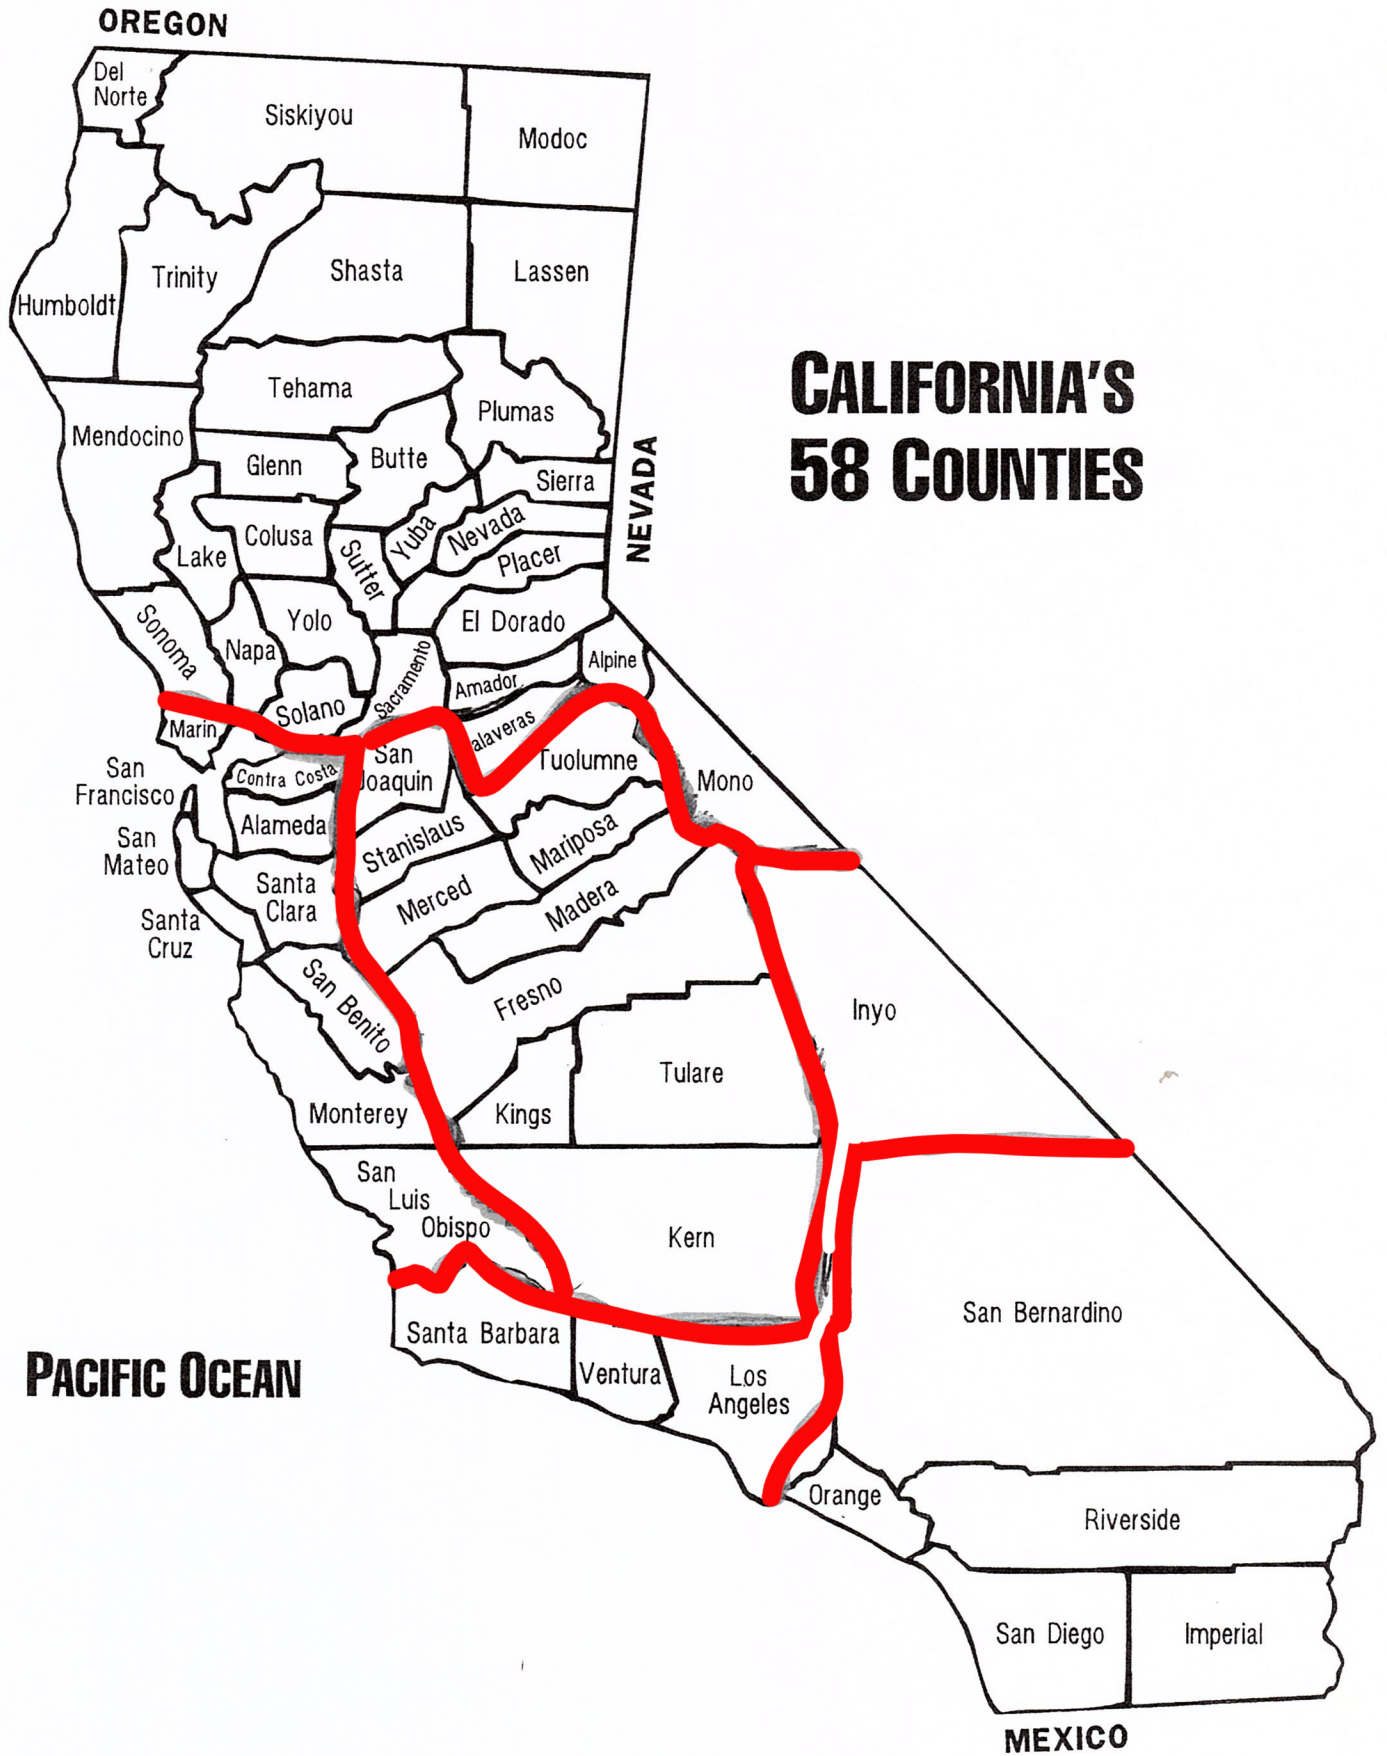 OREGON
Del
Norte
Siskiyou
Modoc
Humboldt
Trinity
Shasta
Lassen
Tehama
Plumas
Mendocino
Glenn
Butte
Sierra
NEVADA
CALIFORNIA'S
58 COUNTIES
Lake
Colusa
Sutter
Yuba
Nevada
Placer
Sonoma
Napa
Yolo
El Dorado
Sacramento
Amador
Alpine
Marin
Solano
alaveras
San
Joaquin
Tuolumne
Mono
Contra Costa
San
Francisco
Alameda
Stanislaus
Mariposa
San
Mateo
Santa
Clara
Merced
Madera
Santa
Cruz
San Benito
Fresno
Inyo
Monterey
Kings
Tulare
San
Luis
Obispo
Kern
San Bernardino
Santa Barbara
Ventura
Los
Angeles
PACIFIC OCEAN
Orange
Riverside
San Diego
Imperial
MEXICO